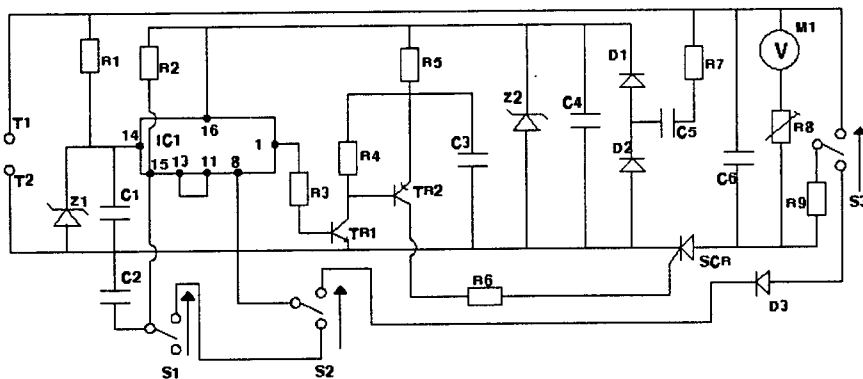 T1
T2
R1
R2
R5
D1
R7
M1
V
14
IC1
16
1
15
13
11
8
R4
C3
Z2
C4
C5
D2
C6
R8
S3
Z1
C1
R3
TR1
TR2
R9
SCR
C2
R6
D3
S1
S2